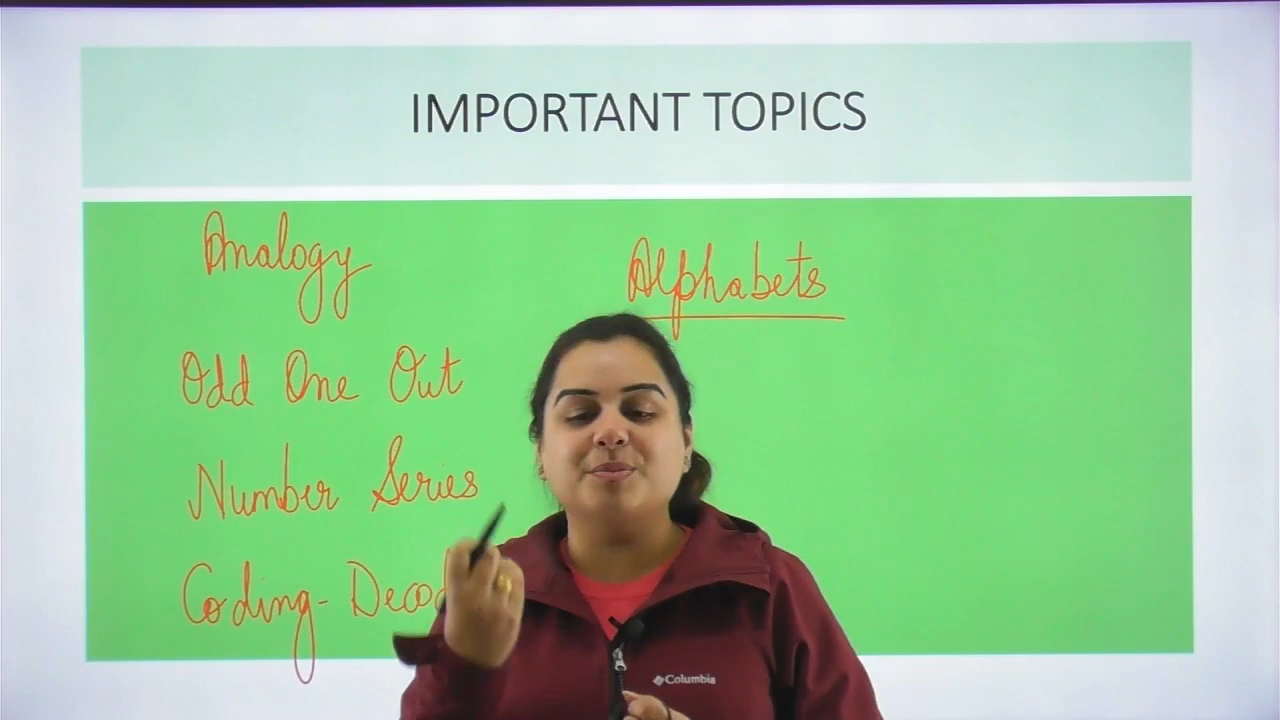 IMPORTANT TOPICS
Analogy
Odd One Out
Number Series
Coding-
Alphabets
Columbia